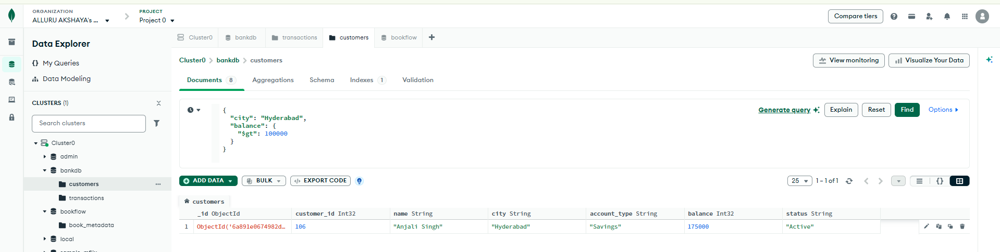 ORGANIZATION
ALLURU AKSHAYA's ...
PROJECT
Project 0
Compare tiers
Data Explorer
My Queries
Data Modeling
CLUSTERS (1)
Search clusters
Cluster0
admin
bankdb
customers
transactions
bookflow
book_metadata
local
Cluster0
bankdb
transactions
customers
bookflow
Cluster0 > bankdb > customers
View monitoring
Visualize Your Data
Documents 8
Aggregations
Schema
Indexes 1
Validation
{
"city": "Hyderabad",
"balance": {
"$gt": 100000
}
}
Generate query
Explain
Reset
Find
Options
ADD DATA
BULK
EXPORT CODE
25
1 – 1 of 1
customers
_id ObjectId customer_id Int32 name String city String account_type String balance Int32 status String
1 ObjectId('6a891e0674982d… 106 "Anjali Singh" "Hyderabad" "Savings" 175000 "Active"